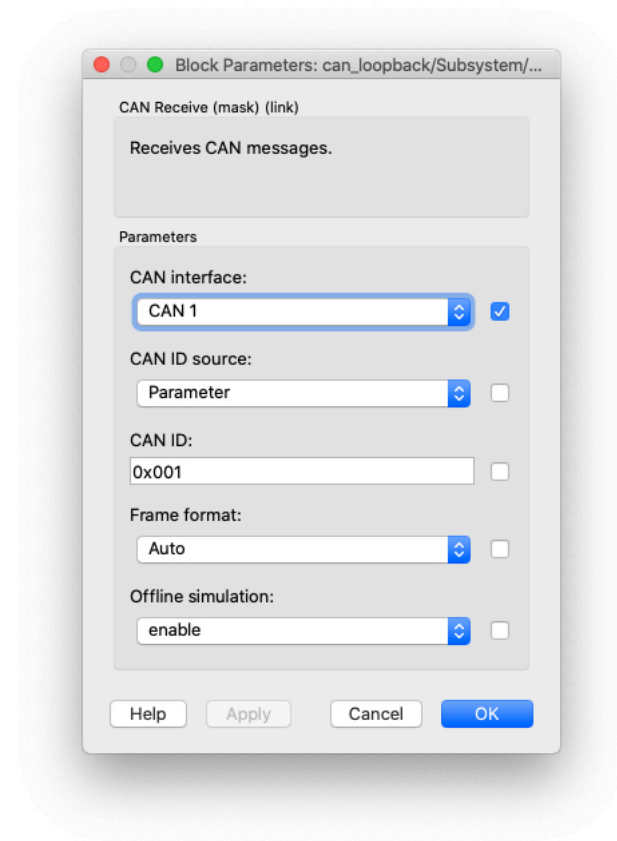 Block Parameters: can_loopback/Subsystem/...
CAN Receive (mask) (link)
Receives CAN messages.
Parameters
CAN interface:
CAN 1
CAN ID source:
Parameter
CAN ID:
0x001
Frame format:
Auto
Offline simulation:
enable
Help Apply Cancel OK